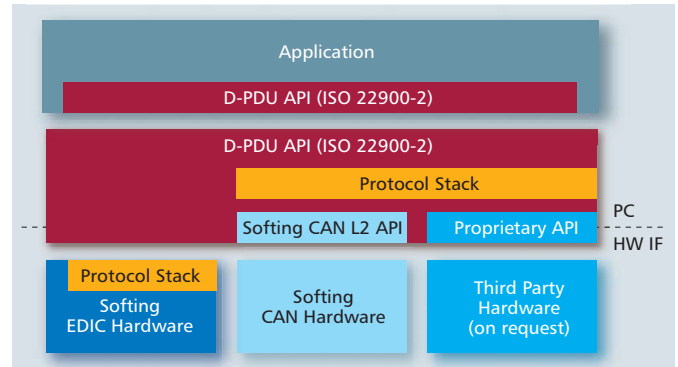 Application
D-PDU API (ISO 22900-2)
D-PDU API (ISO 22900-2)
Protocol Stack
PC
Softing CAN L2 API
Proprietary API
HW IF
Protocol Stack
Softing
EDIC Hardware
Softing
CAN Hardware
Third Party
Hardware
(on request)